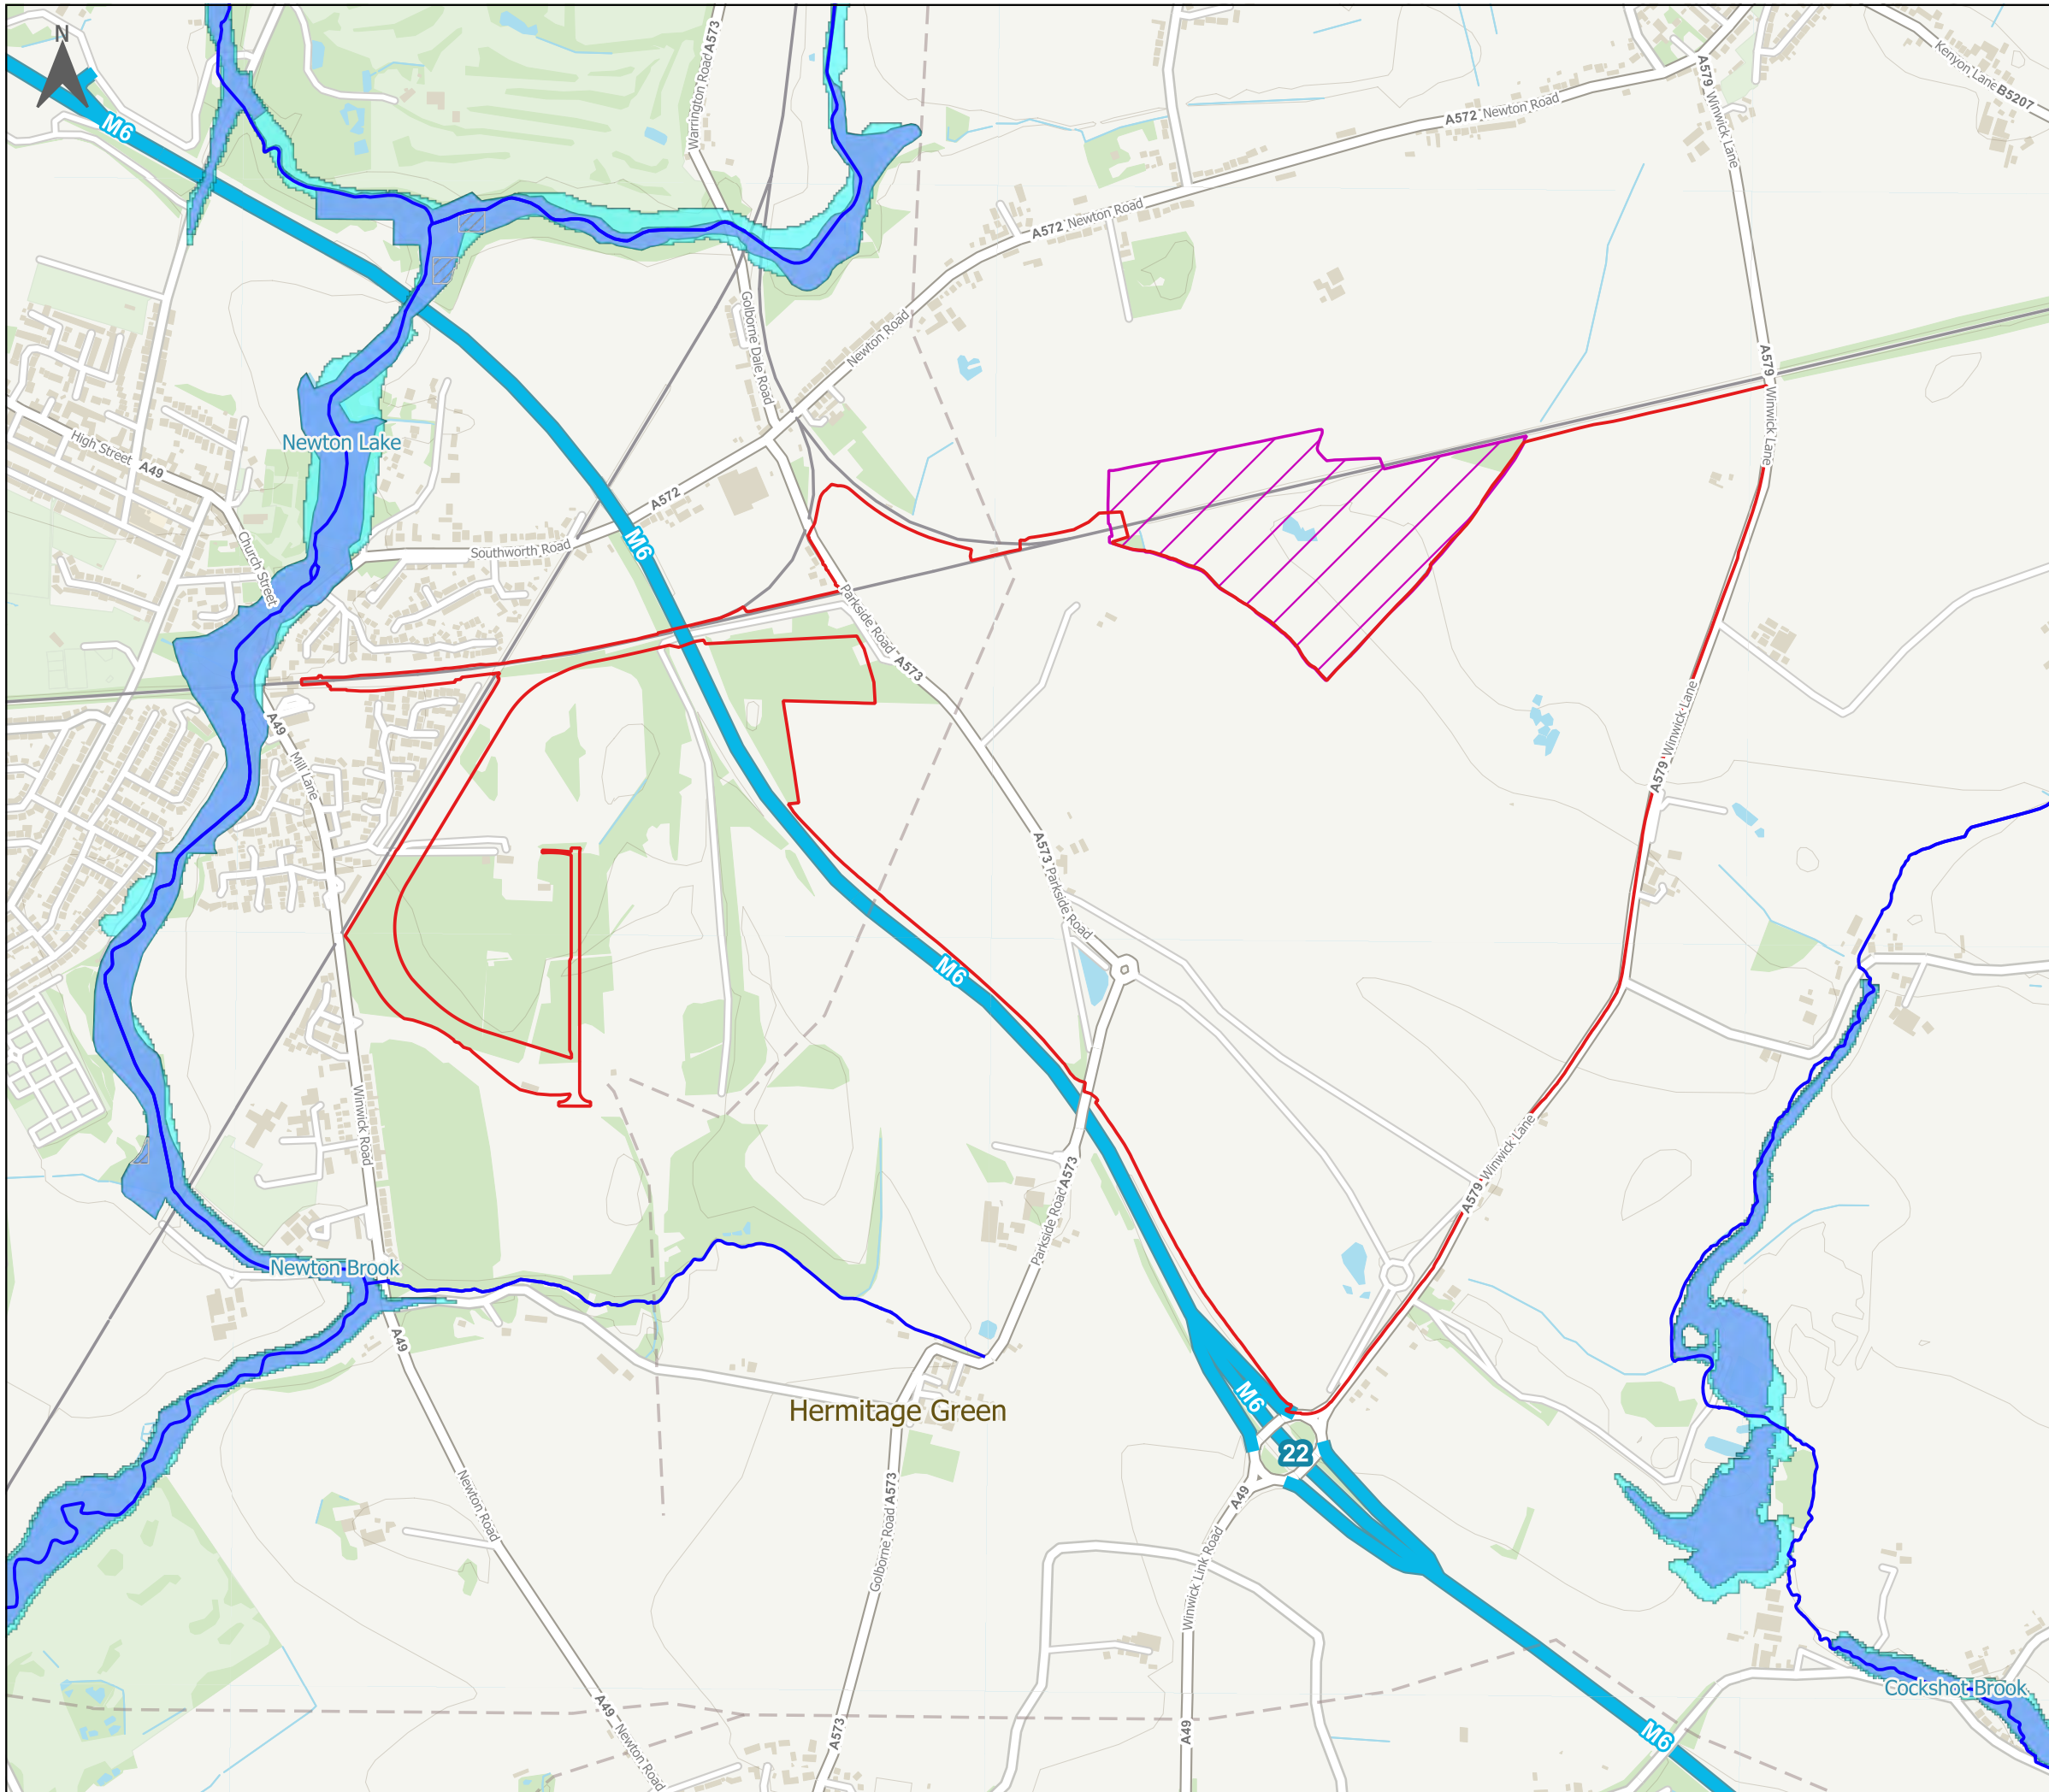 N
M6
Warrington Road A573
A572 Newton Road
A579 Winwick Lane
Kenyon Lane B5207
A572 Newton Road
Golborne Dale Road
Newton Road
A579 Winwick Lane
High Street A49
Newton Lake
A572
M6
Southworth Road
Church Street
Parkside Road A573
A49 Mill Lane
A579 Winwick Lane
A573 Parkside Road
M6
Winwick Road
A579 Winwick Lane
Parkside Road A573
Newton Brook
A49
Hermitage Green
M6
22
A49
Newton Road
Golborne Road A573
Winwick Link Road
Cockshot Brook
A49 Newton Road
A573
A49
M6